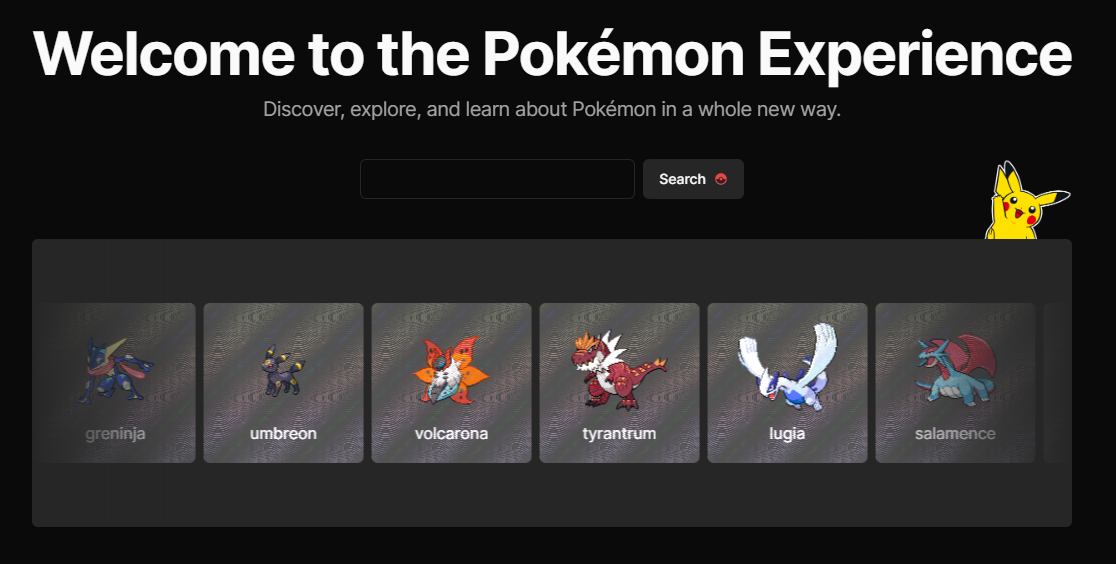 Welcome to the Pokémon Experience
Discover, explore, and learn about Pokémon in a whole new way.
Search
greninja
umbreon
volcarona
tyrantrum
lugia
salamence